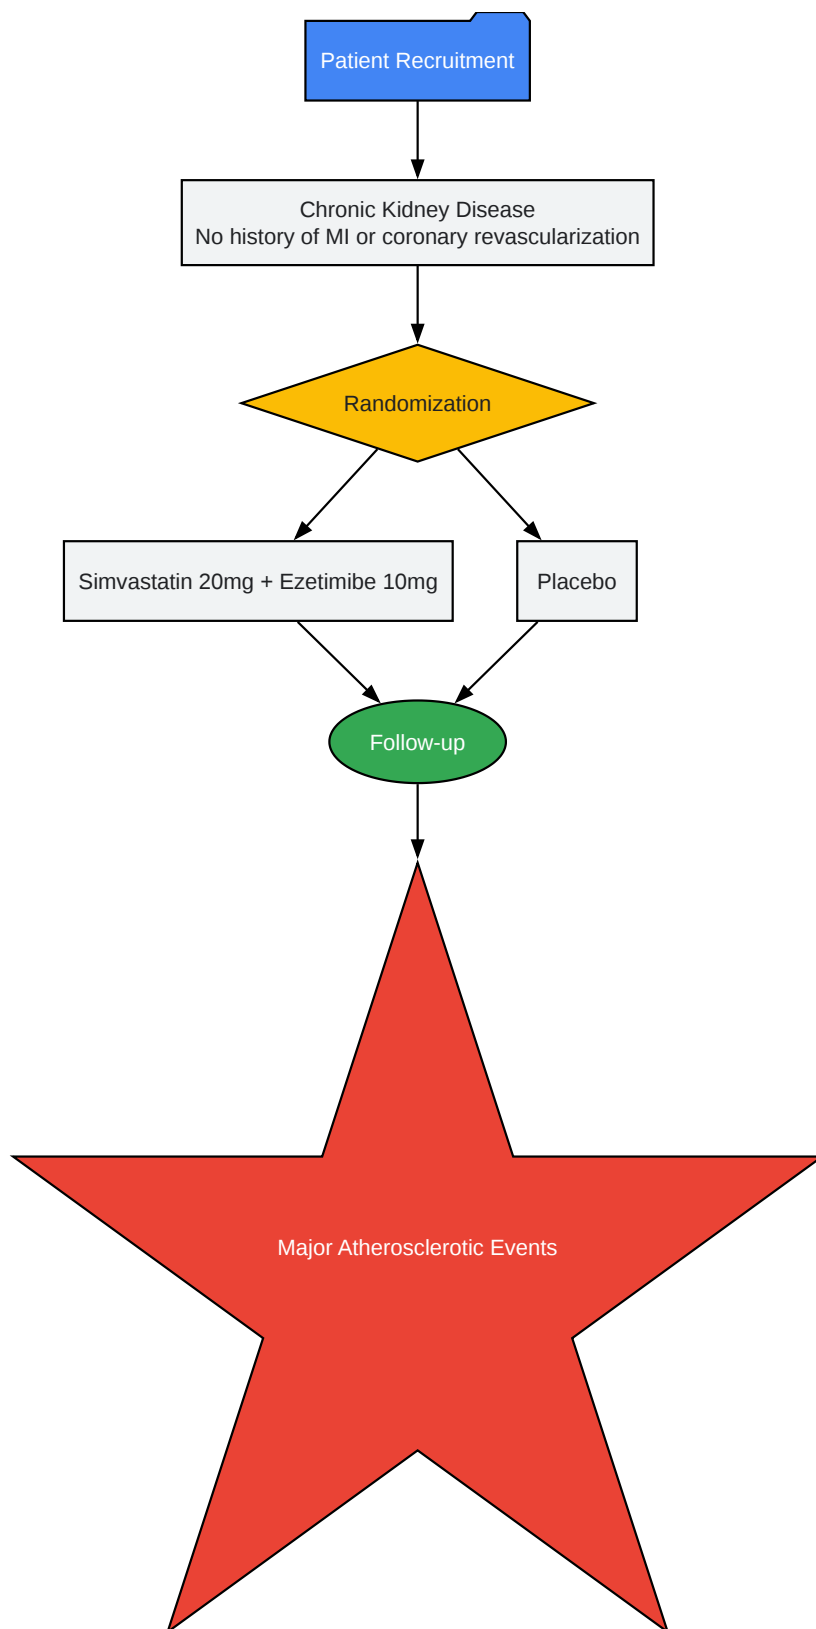 Patient Recruitment
Chronic Kidney Disease
No history of MI or coronary revascularization
Randomization
Simvastatin 20mg + Ezetimibe 10mg
Placebo
Follow-up
Major Atherosclerotic Events